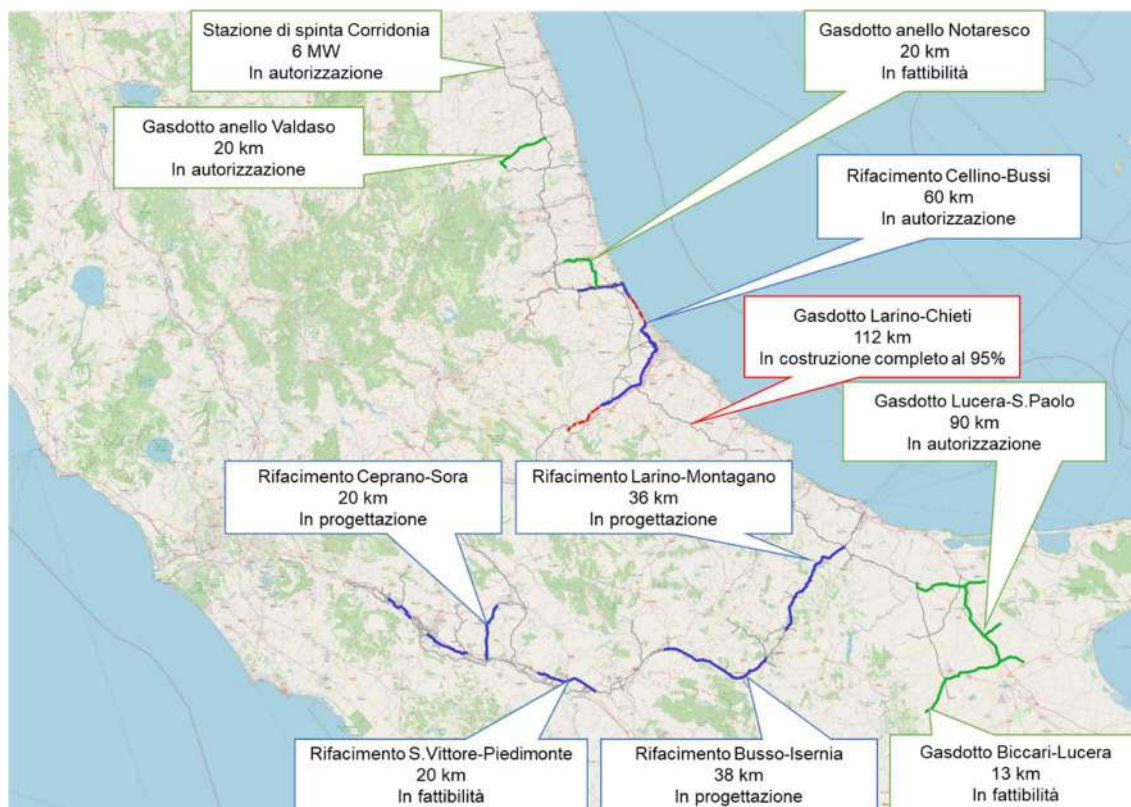 Stazione di spinta Corridonia
6 MW
In autorizzazione
Gasdotto anello Notaresco
20 km
In fattibilità
Gasdotto anello Valdaso
20 km
In autorizzazione
Rifacimento Cellino-Bussi
60 km
In autorizzazione
Gasdotto Larino-Chieti
112 km
In costruzione completo al 95%
Gasdotto Lucera-S.Paolo
90 km
In autorizzazione
Rifacimento Ceprano-Sora
20 km
In progettazione
Rifacimento Larino-Montagano
36 km
In progettazione
Rifacimento S.Vittore-Piedimonte
20 km
In fattibilità
Rifacimento Busso-Isernia
38 km
In progettazione
Gasdotto Biccari-Lucera
13 km
In fattibilità